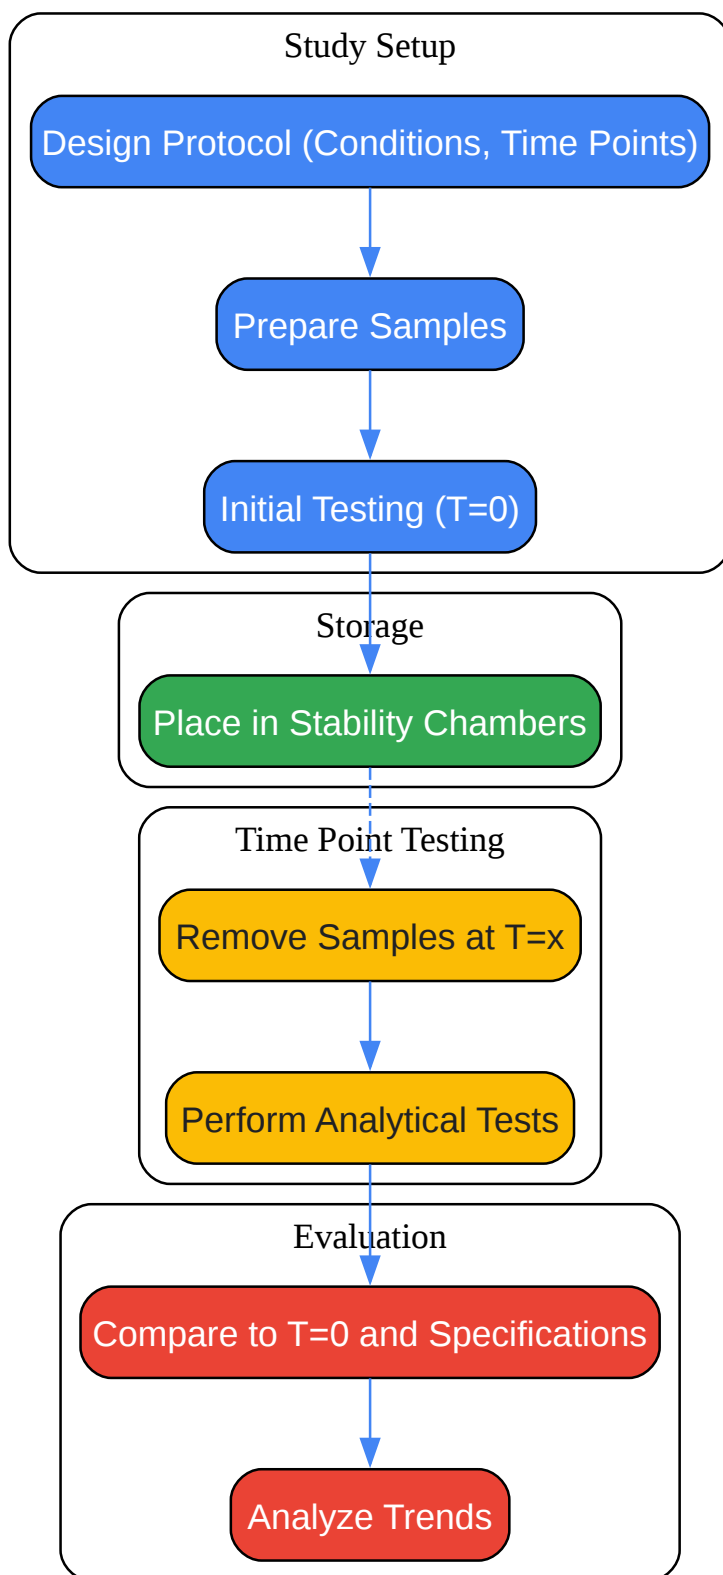 Study Setup
Design Protocol (Conditions, Time Points)
Prepare Samples
Initial Testing (T=0)
Storage
Place in Stability Chambers
Time Point Testing
Remove Samples at T=x
Perform Analytical Tests
Evaluation
Compare to T=0 and Specifications
Analyze Trends